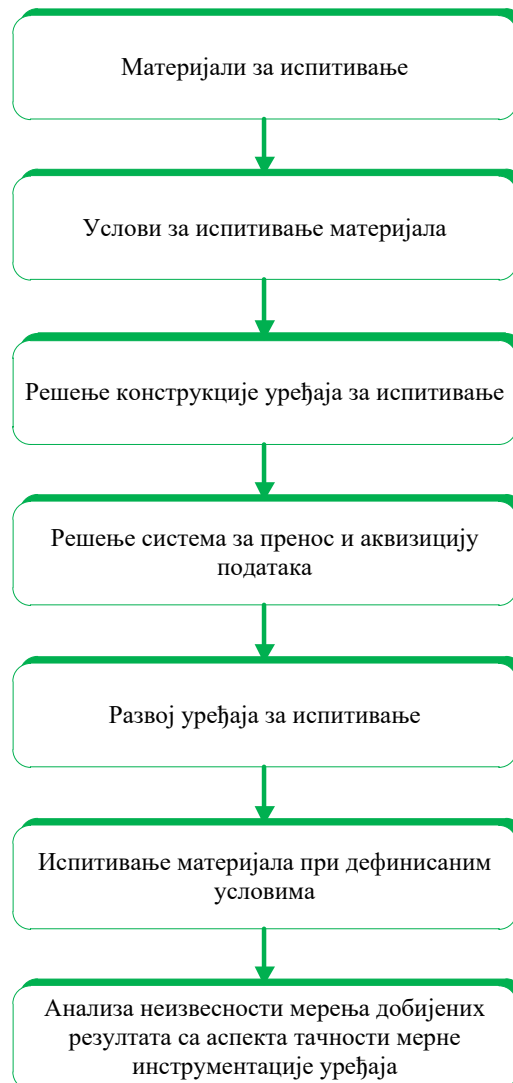 Материјали за испитивање
Услови за испитивање материјала
Решење конструкције уређаја за испитивање
Решење система за пренос и аквизицију
података
Развој уређаја за испитивање
Испитивање материјала при дефинисаним
условима
Анализа неизвесности мерења добијених
резултата са аспекта тачности мерне
инструментације уређаја